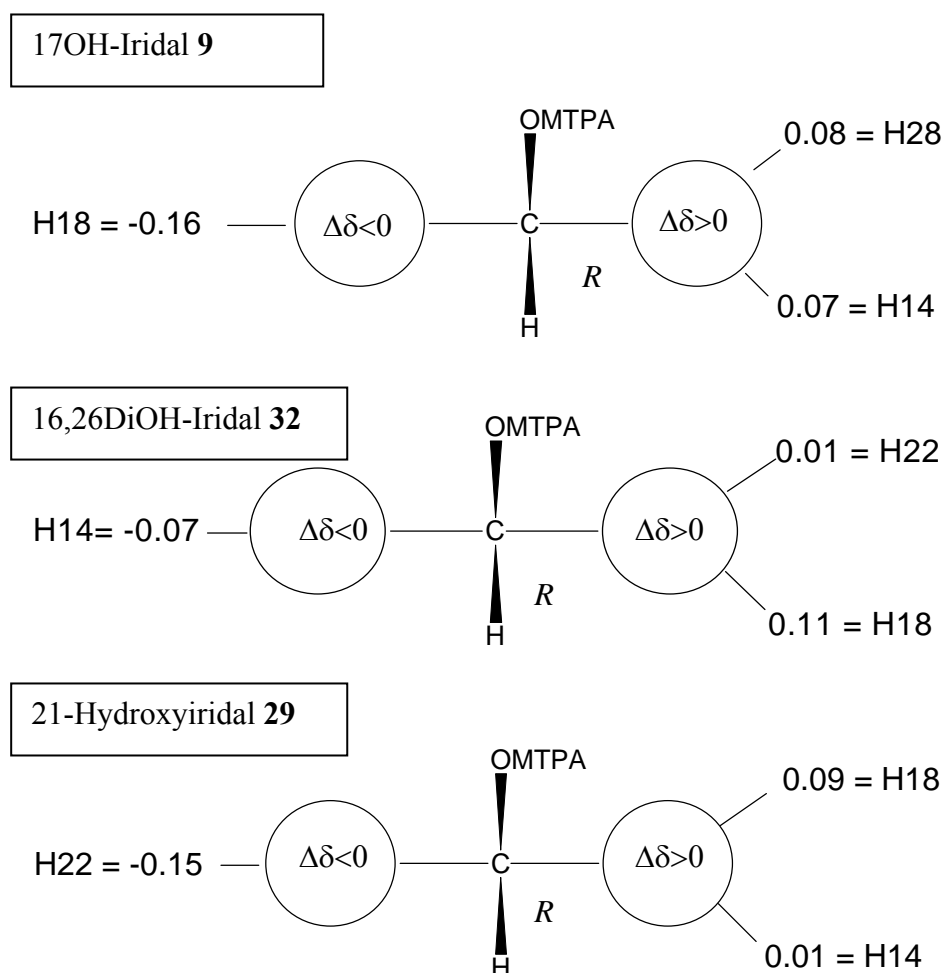 17OH-Iridal 9
OMTPA
0.08 = H28
H18 = -0.16
Δδ<0
C
Δδ>0
R
0.07 = H14
H
16,26DiOH-Iridal 32
OMTPA
0.01 = H22
H14= -0.07
Δδ<0
C
Δδ>0
R
H
0.11 = H18
21-Hydroxyiridal 29
OMTPA
0.09 = H18
H22 = -0.15
Δδ<0
C
Δδ>0
R
H
0.01 = H14